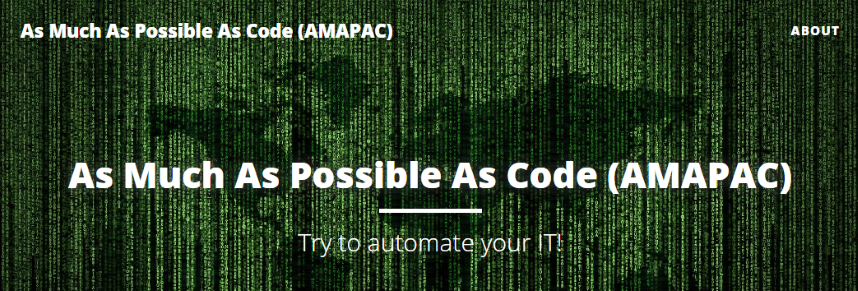 As Much As Possible As Code (AMAPAC)
ABOUT
As Much As Possible As Code (AMAPAC)
Try to automate your IT!